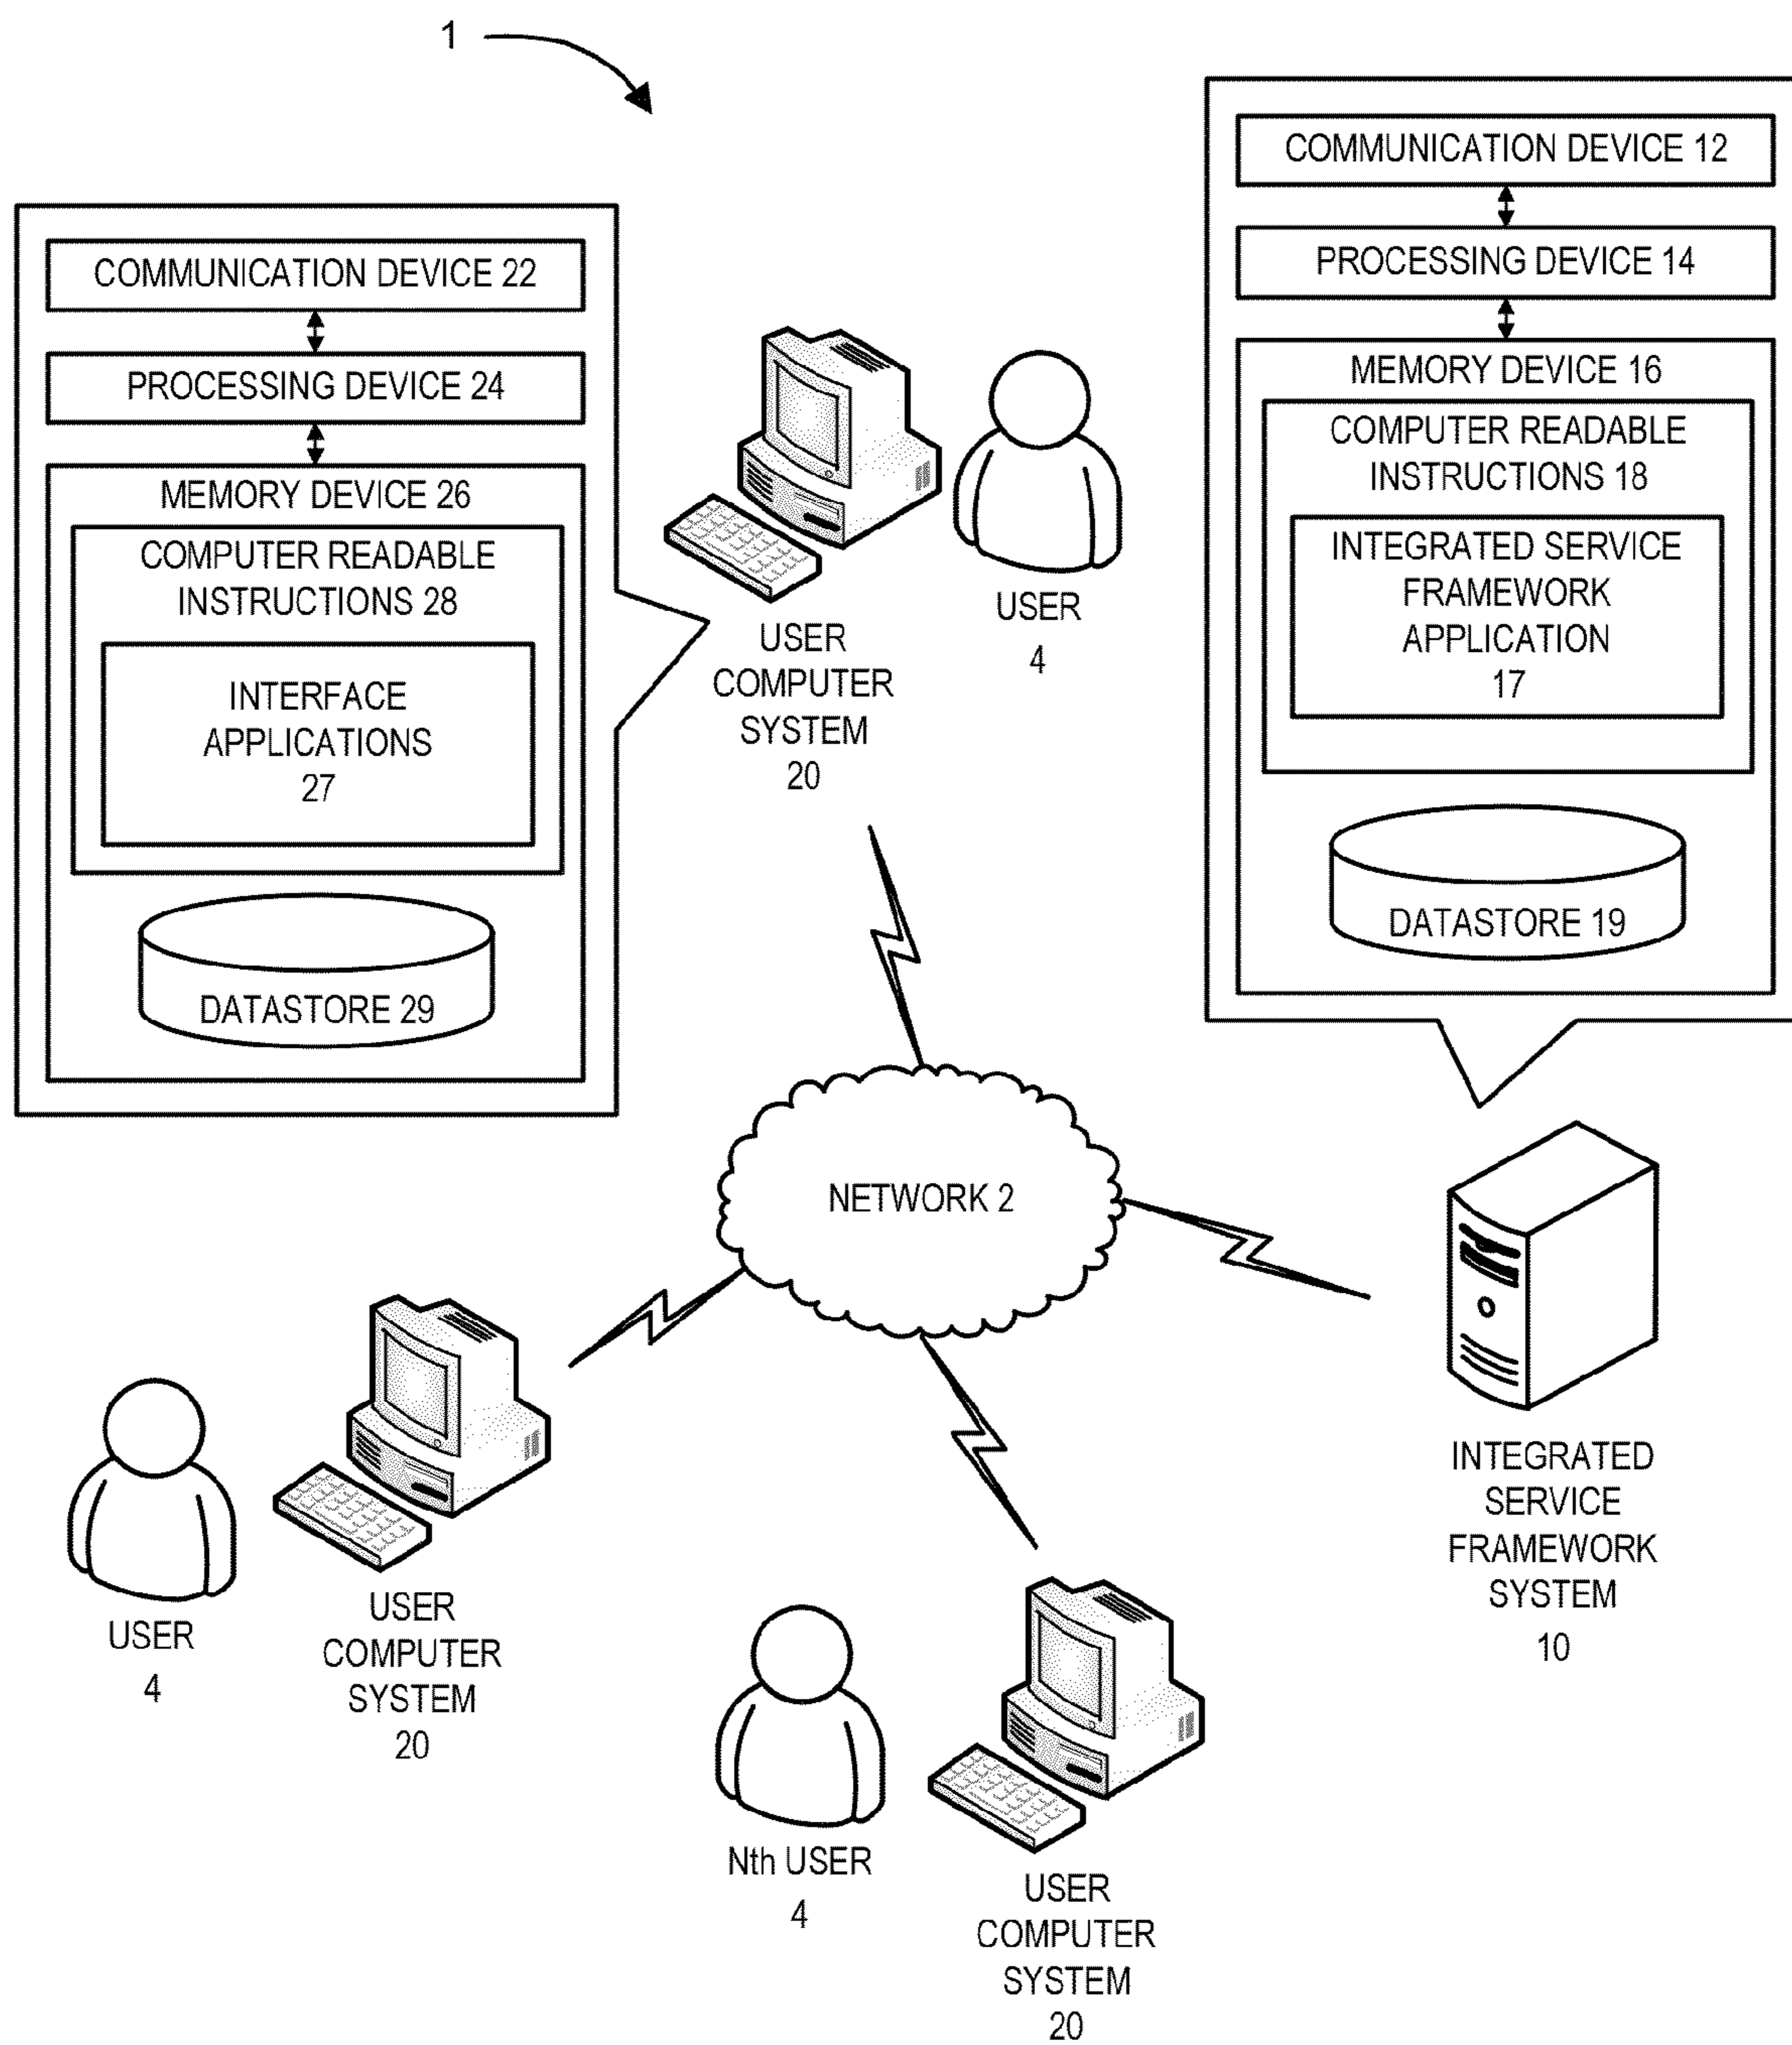 1
COMMUNICATION DEVICE 12
PROCESSING DEVICE 14
MEMORY DEVICE 16
COMPUTER READABLE
INSTRUCTIONS 18
INTEGRATED SERVICE
FRAMEWORK
APPLICATION
17
DATASTORE 19
COMMUNICATION DEVICE 22
PROCESSING DEVICE 24
MEMORY DEVICE 26
COMPUTER READABLE
INSTRUCTIONS 28
INTERFACE
APPLICATIONS
27
DATASTORE 29
USER
COMPUTER
SYSTEM
20
USER
4
NETWORK 2
INTEGRATED
SERVICE
FRAMEWORK
SYSTEM
10
USER
4
USER
COMPUTER
SYSTEM
20
Nth USER
4
USER
COMPUTER
SYSTEM
20